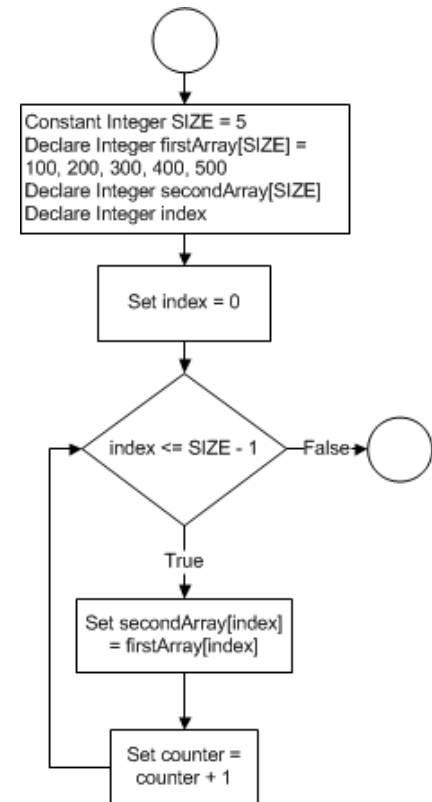 Constant Integer SIZE = 5
Declare Integer firstArray[SIZE] =
100, 200, 300, 400, 500
Declare Integer secondArray[SIZE]
Declare Integer index
Set index = 0
index <= SIZE - 1
False
True
Set secondArray[index]
= firstArray[index]
Set counter =
counter + 1